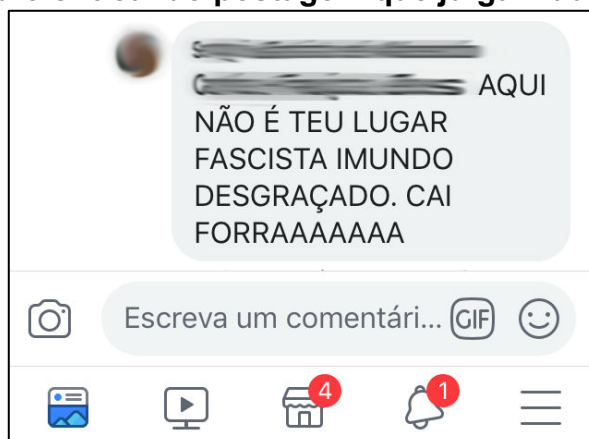 AQUI
NÃO É TEU LUGAR
FASCISTA IMUNDO
DESGRAÇADO. CAI
FORRAAAAAAA
Escreva um comentári... GIF
4 1